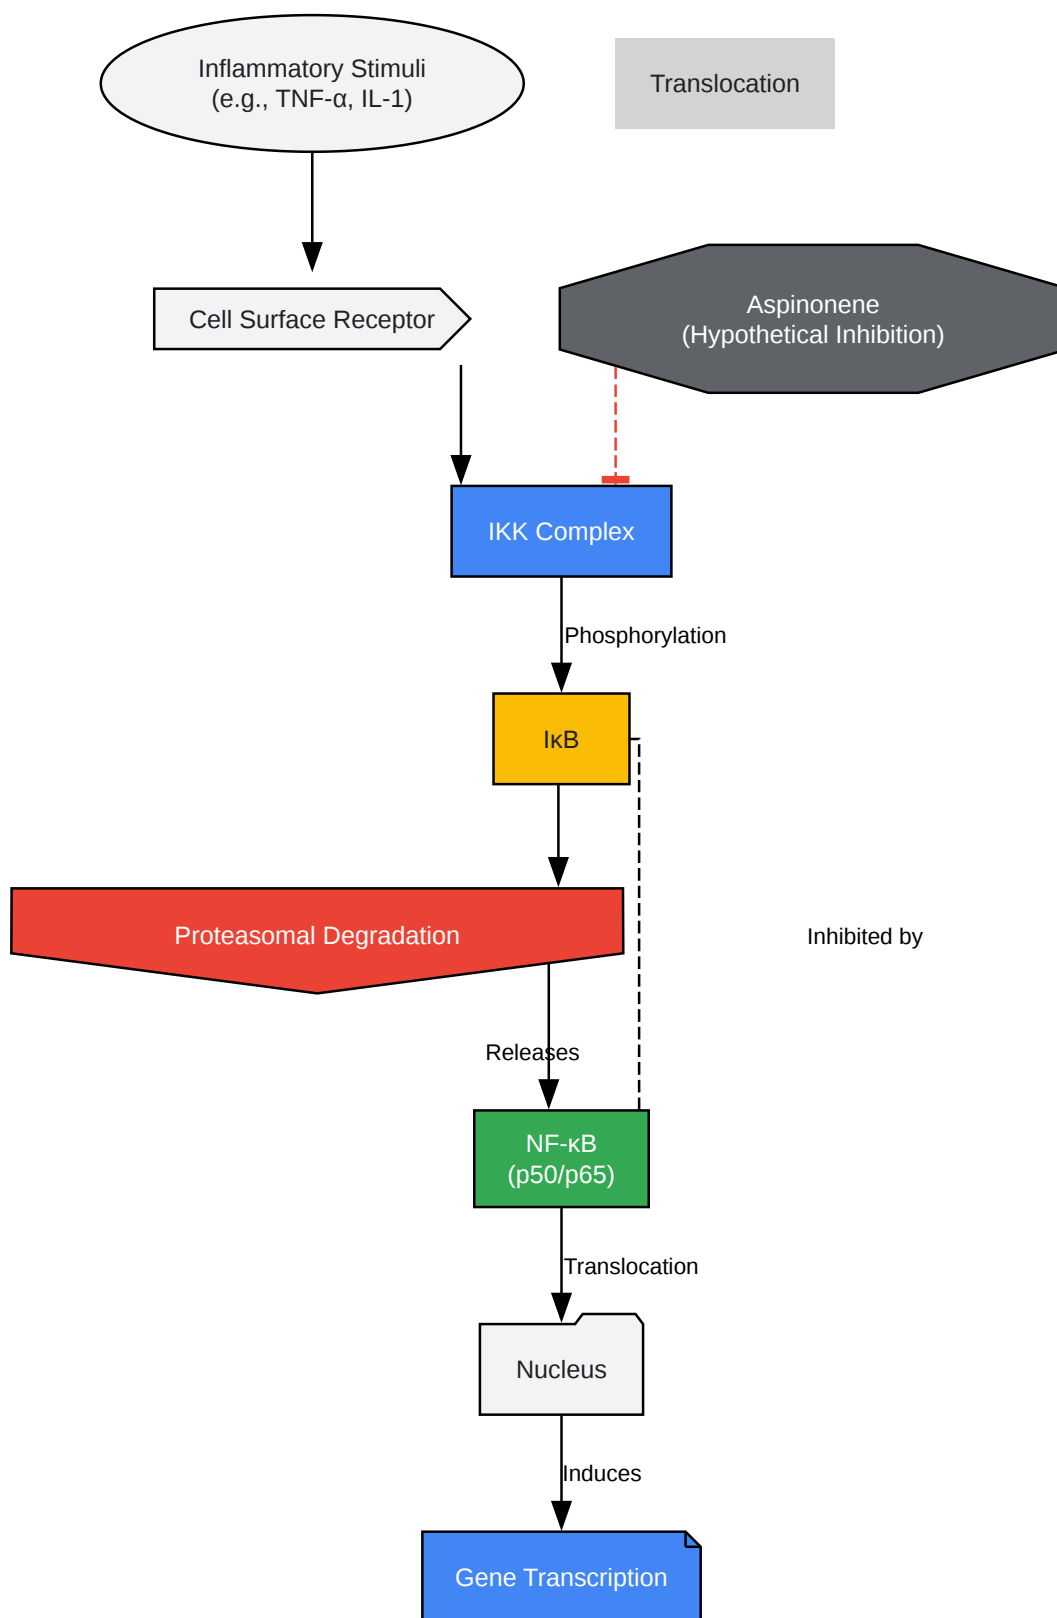 Inflammatory Stimuli
(e.g., TNF-α, IL-1)
Translocation
Cell Surface Receptor
Aspinonene
(Hypothetical Inhibition)
IKK Complex
Phosphorylation
IκB
Proteasomal Degradation
Inhibited by
Releases
NF-κB
(p50/p65)
Translocation
Nucleus
Induces
Gene Transcription